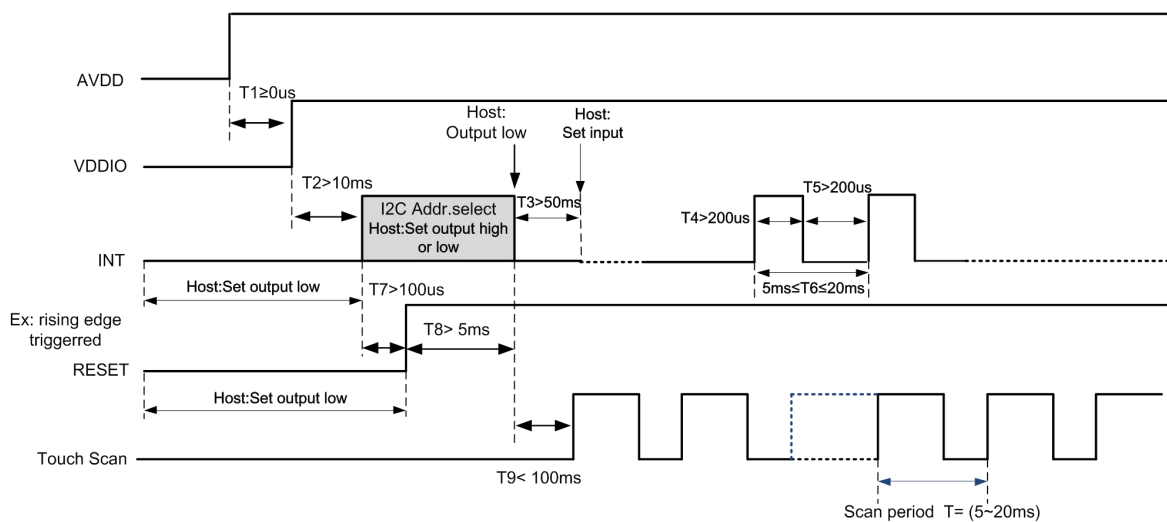 AVDD
T1≥0us
Host:
Output low
Host:
Set input
VDDIO
T2>10ms
I2C Addr.select
Host:Set output high
or low
T3>50ms
T4>200us
T5>200us
INT
5ms≤T6≤20ms
Host:Set output low
T7>100us
Ex: rising edge
triggerred
T8> 5ms
RESET
Host:Set output low
Touch Scan
T9< 100ms
Scan period T= (5~20ms)